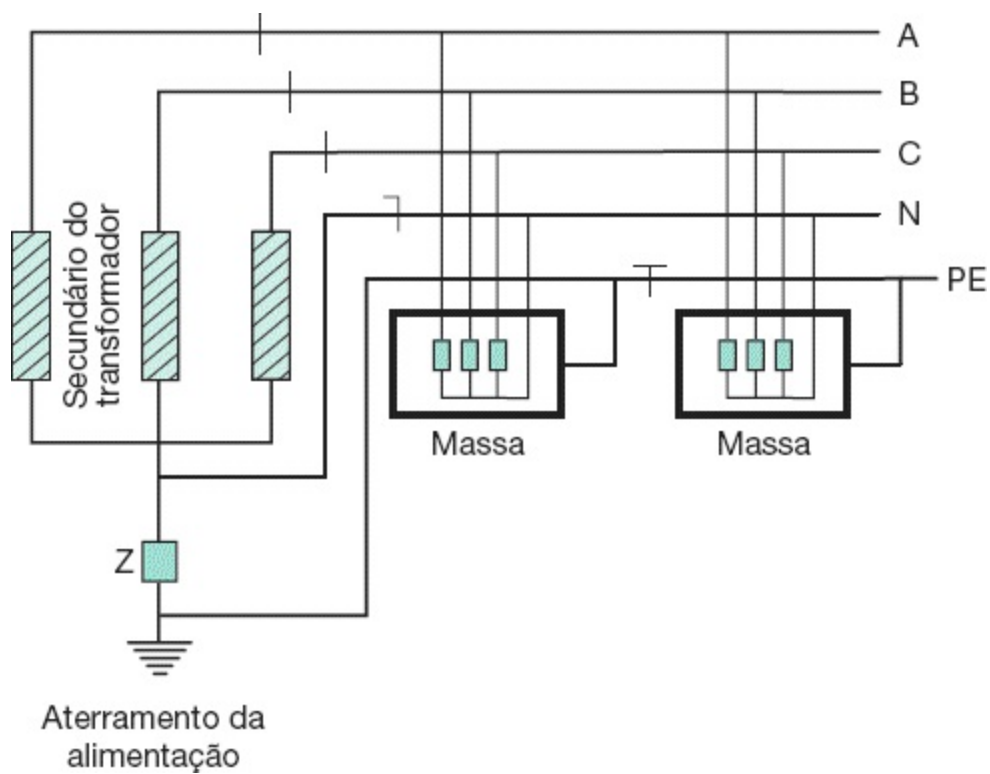 A
B
C
N
PE
Secundário do
transformador
Massa
Massa
Z
Aterramento da
alimentação